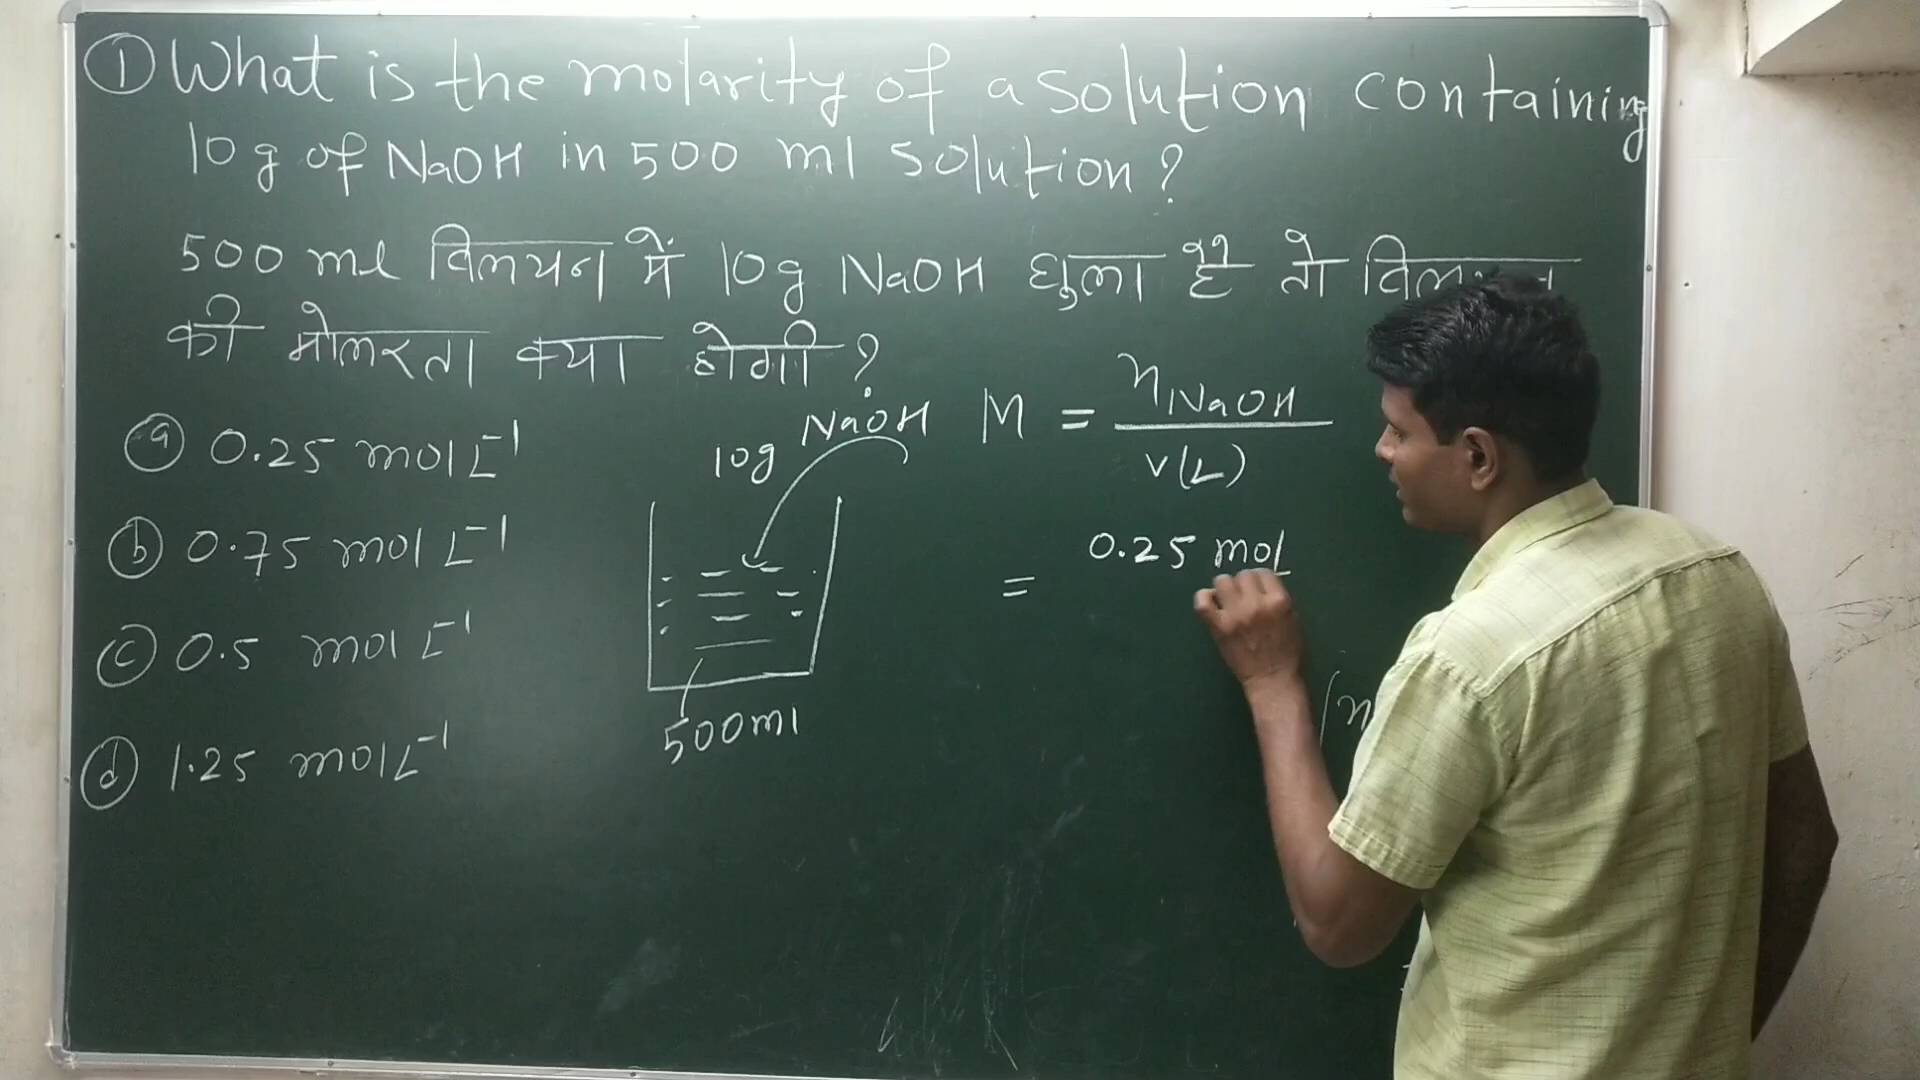 ① What is the molarity of a solution containing
10 g of NaOH in 500 ml solution?
500 ml विलयन में 10g NaOH घुला है तो
की मोलरता क्या होगी?
ⓐ 0.25 mol L⁻¹
ⓑ 0.75 mol L⁻¹
ⓒ 0.5 mol L⁻¹
ⓓ 1.25 mol L⁻¹
10g NaOH
500ml
M = nNaOH / V(L)
= 0.25 mol